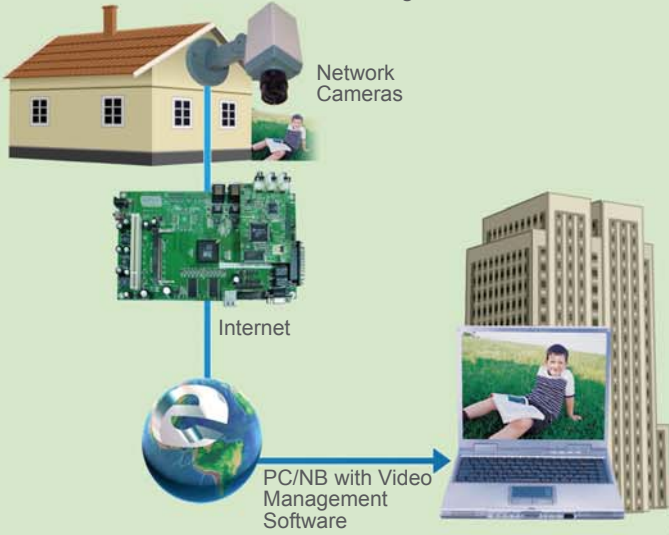 Network
Cameras
Internet
PC/NB with Video
Management
Software